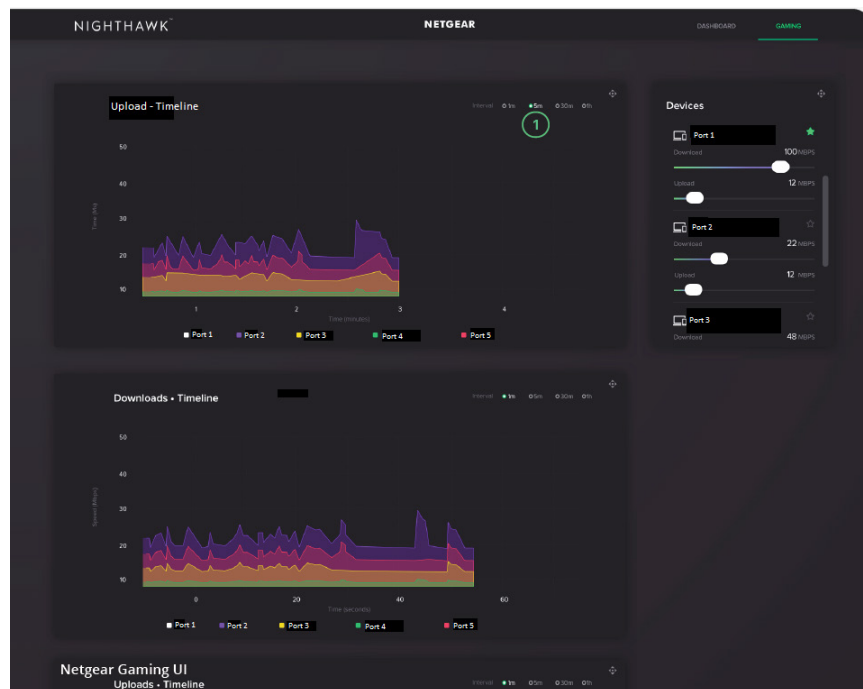 NIGHTHAWK™
NETGEAR
DASHBOARD
GAMING
Upload - Timeline
Interval 1m 5m 30m 1h
1
50
40
30
20
10
1 2 3 4
Time (minutes)
Port 1 Port 2 Port 3 Port 4 Port 5
Devices
Port 1
Download 100 MBPS
Upload 12 MBPS
Port 2
Download 22 MBPS
Upload 12 MBPS
Port 3
Download 48 MBPS
Downloads • Timeline
Interval 1m 5m 30m 1h
50
40
30
20
10
Speed (Mbps)
0 20 40 60
Time (seconds)
Port 1 Port 2 Port 3 Port 4 Port 5
Netgear Gaming UI
Uploads • Timeline
Interval 1m 5m 30m 1h